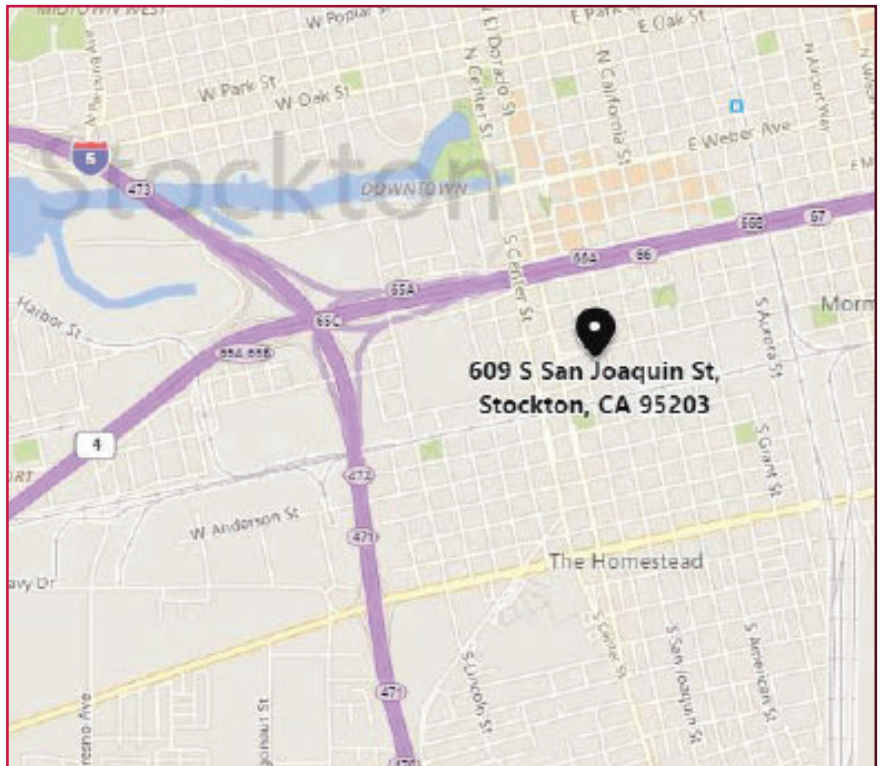 MIDTOWN WEST
W Poplar St
E Park St
E Oak St
N El Dorado St
N Center St
N California St
N Airport Way
W Park St
W Oak St
E Weber Ave
5
Stockton
DOWNTOWN
473
66B
67
66A
66
65A
S Center St
65C
Harbor St
S Aurora St
4
609 S San Joaquin St,
Stockton, CA 95203
S Grant St
472
W Anderson St
471
The Homestead
S Center St
S San Joaquin St
S American St
S Lincoln St
471